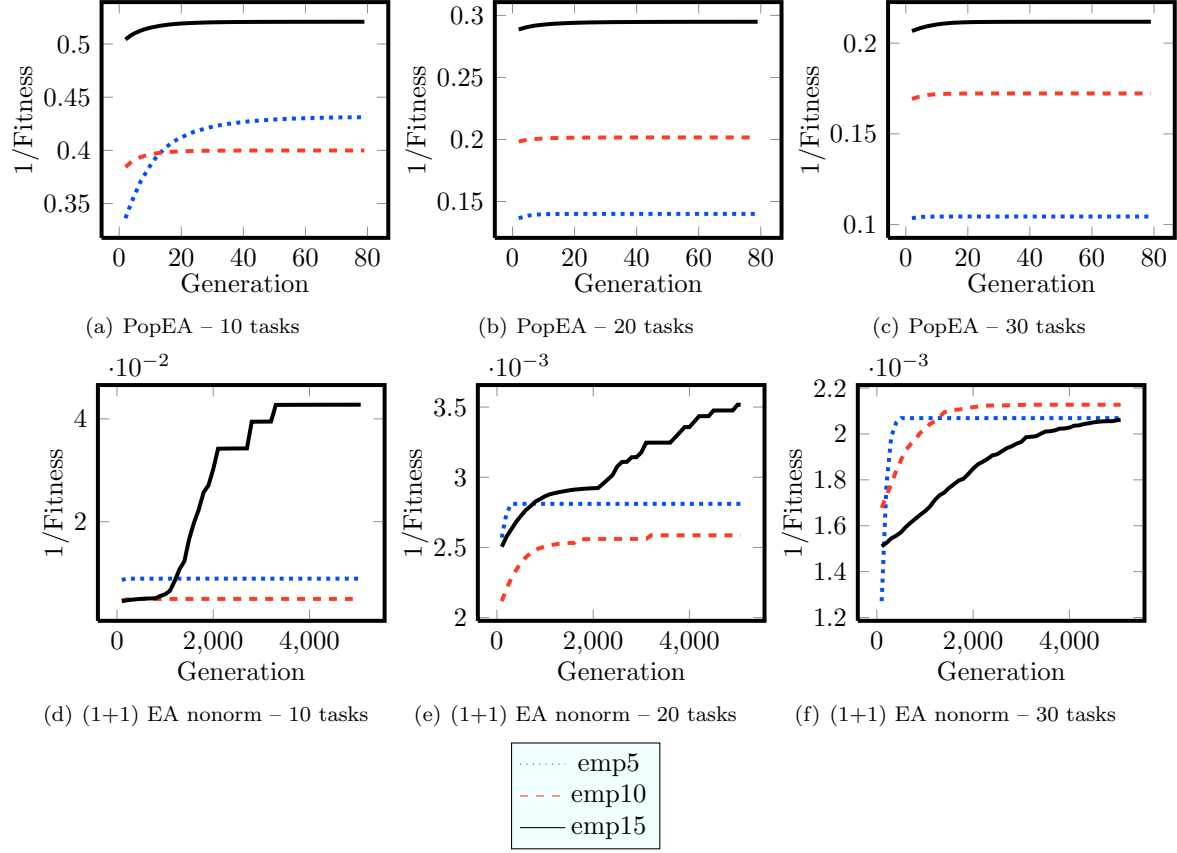 0.5
0.45
0.4
0.35
1/Fitness
0 20 40 60 80
Generation
(a) PopEA – 10 tasks
0.3
0.25
0.2
0.15
1/Fitness
0 20 40 60 80
Generation
(b) PopEA – 20 tasks
0.2
0.15
0.1
1/Fitness
0 20 40 60 80
Generation
(c) PopEA – 30 tasks
·10⁻²
4
2
1/Fitness
0 2,000 4,000
Generation
(d) (1+1) EA nonorm – 10 tasks
·10⁻³
3.5
3
2.5
2
1/Fitness
0 2,000 4,000
Generation
(e) (1+1) EA nonorm – 20 tasks
·10⁻³
2.2
2
1.8
1.6
1.4
1.2
1/Fitness
0 2,000 4,000
Generation
(f) (1+1) EA nonorm – 30 tasks
emp5
emp10
emp15